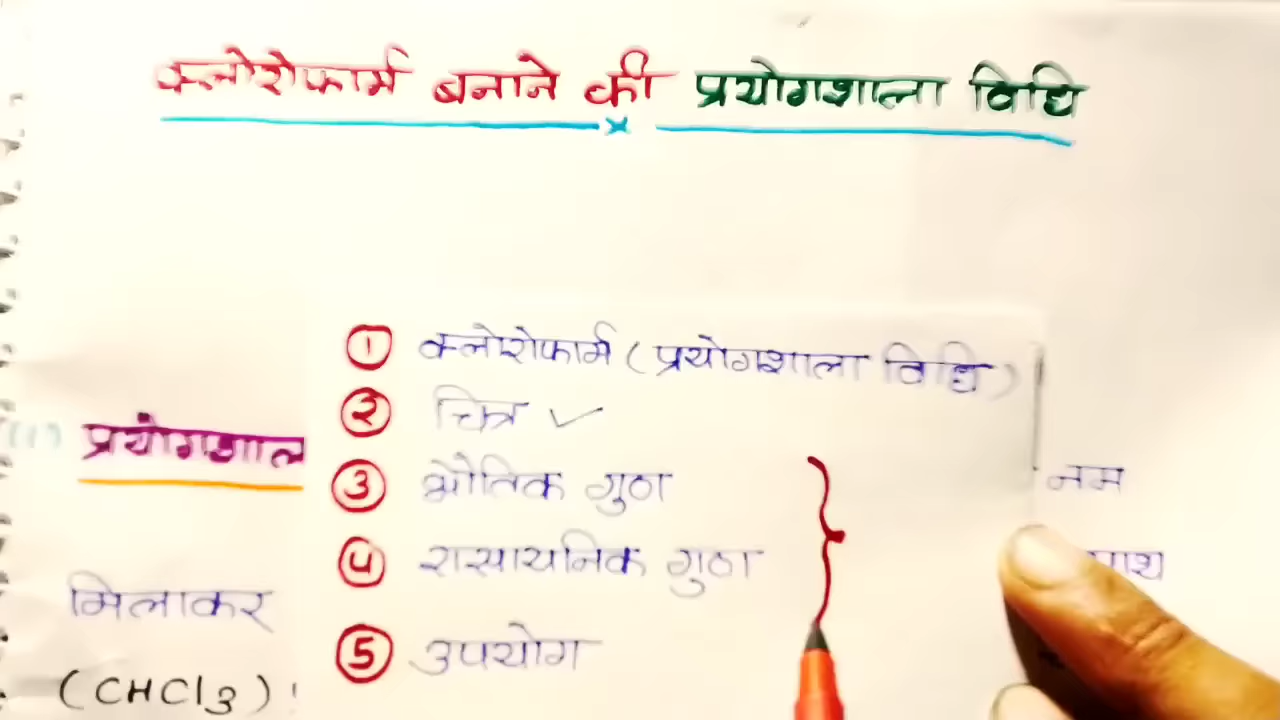 क्लोरोफार्म बनाने की प्रयोगशाला विधि
① क्लोरोफार्म (प्रयोगशाला विधि)
② चित्र ✓
(1) प्रयोगशाल
③ भौतिक गुण
नम
④ रासायनिक गुण
मिलाकर
⑤ उपयोग
(CHCl3)